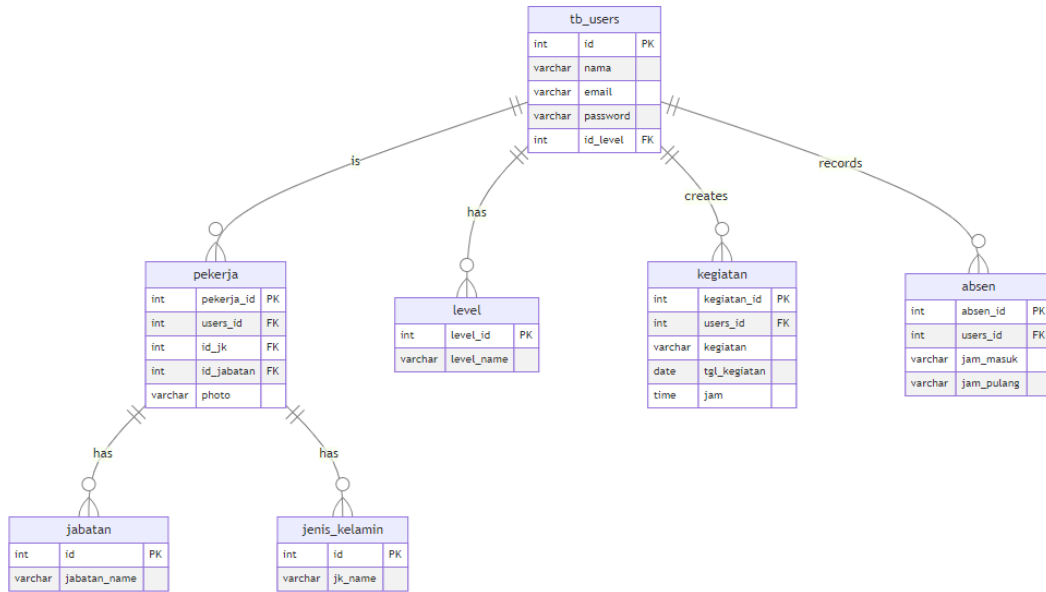 tb_users
int id PK
varchar nama
varchar email
varchar password
int id_level FK
is
has
creates
records
pekerja
int pekerja_id PK
int users_id FK
int id_jk FK
int id_jabatan FK
varchar photo
level
int level_id PK
varchar level_name
kegiatan
int kegiatan_id PK
int users_id FK
varchar kegiatan
date tgl_kegiatan
time jam
absen
int absen_id PK
int users_id FK
varchar jam_masuk
varchar jam_pulang
has
has
jabatan
int id PK
varchar jabatan_name
jenis_kelamin
int id PK
varchar jk_name